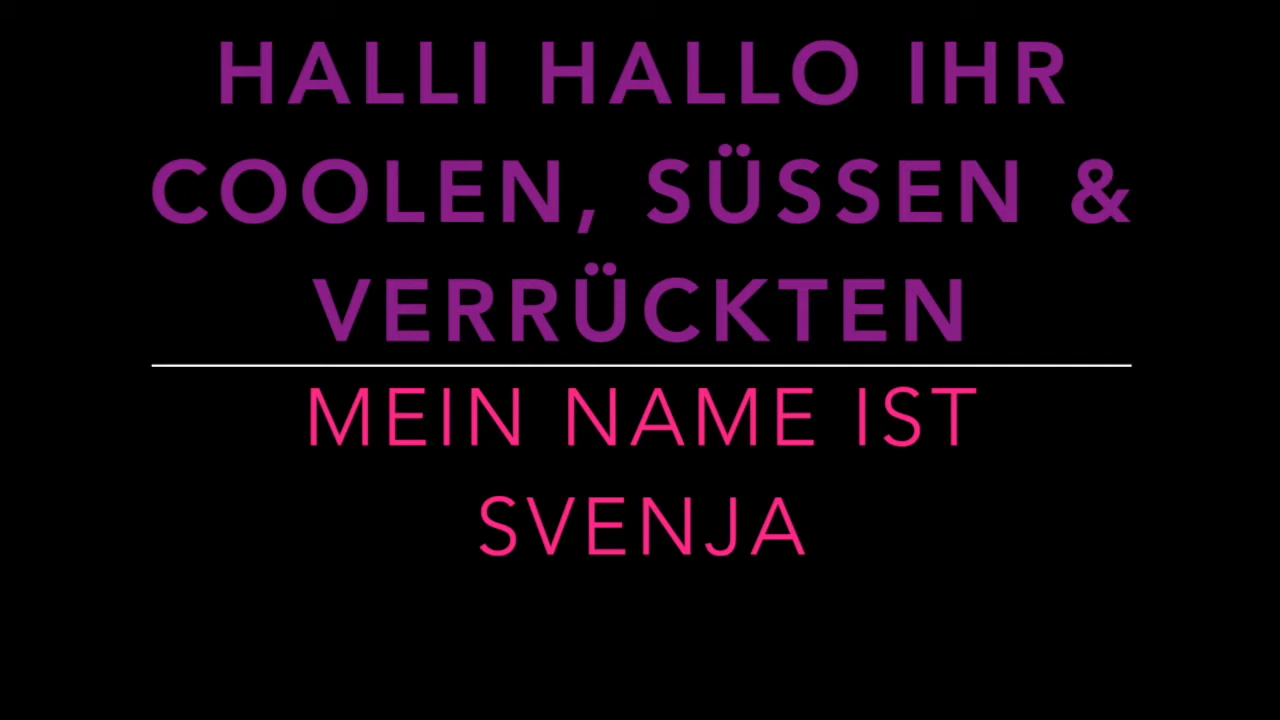 HALLI HALLO IHR
COOLEN, SÜSSEN &
VERRÜCKTEN
MEIN NAME IST
SVENJA